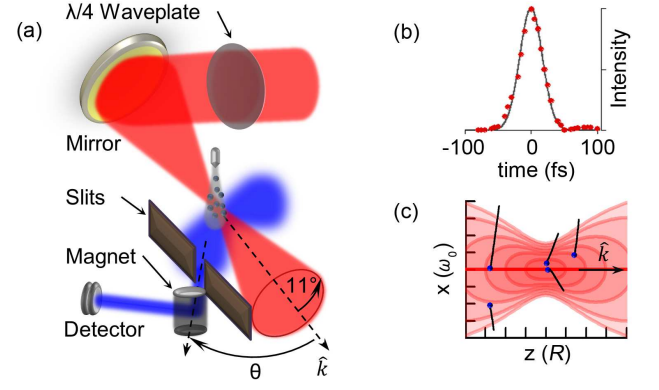 λ/4 Waveplate
(a)
Mirror
Slits
Magnet
Detector
11°
θ
k̂
(b)
Intensity
-100
0
100
time (fs)
(c)
x (ω₀)
k̂
z (R)